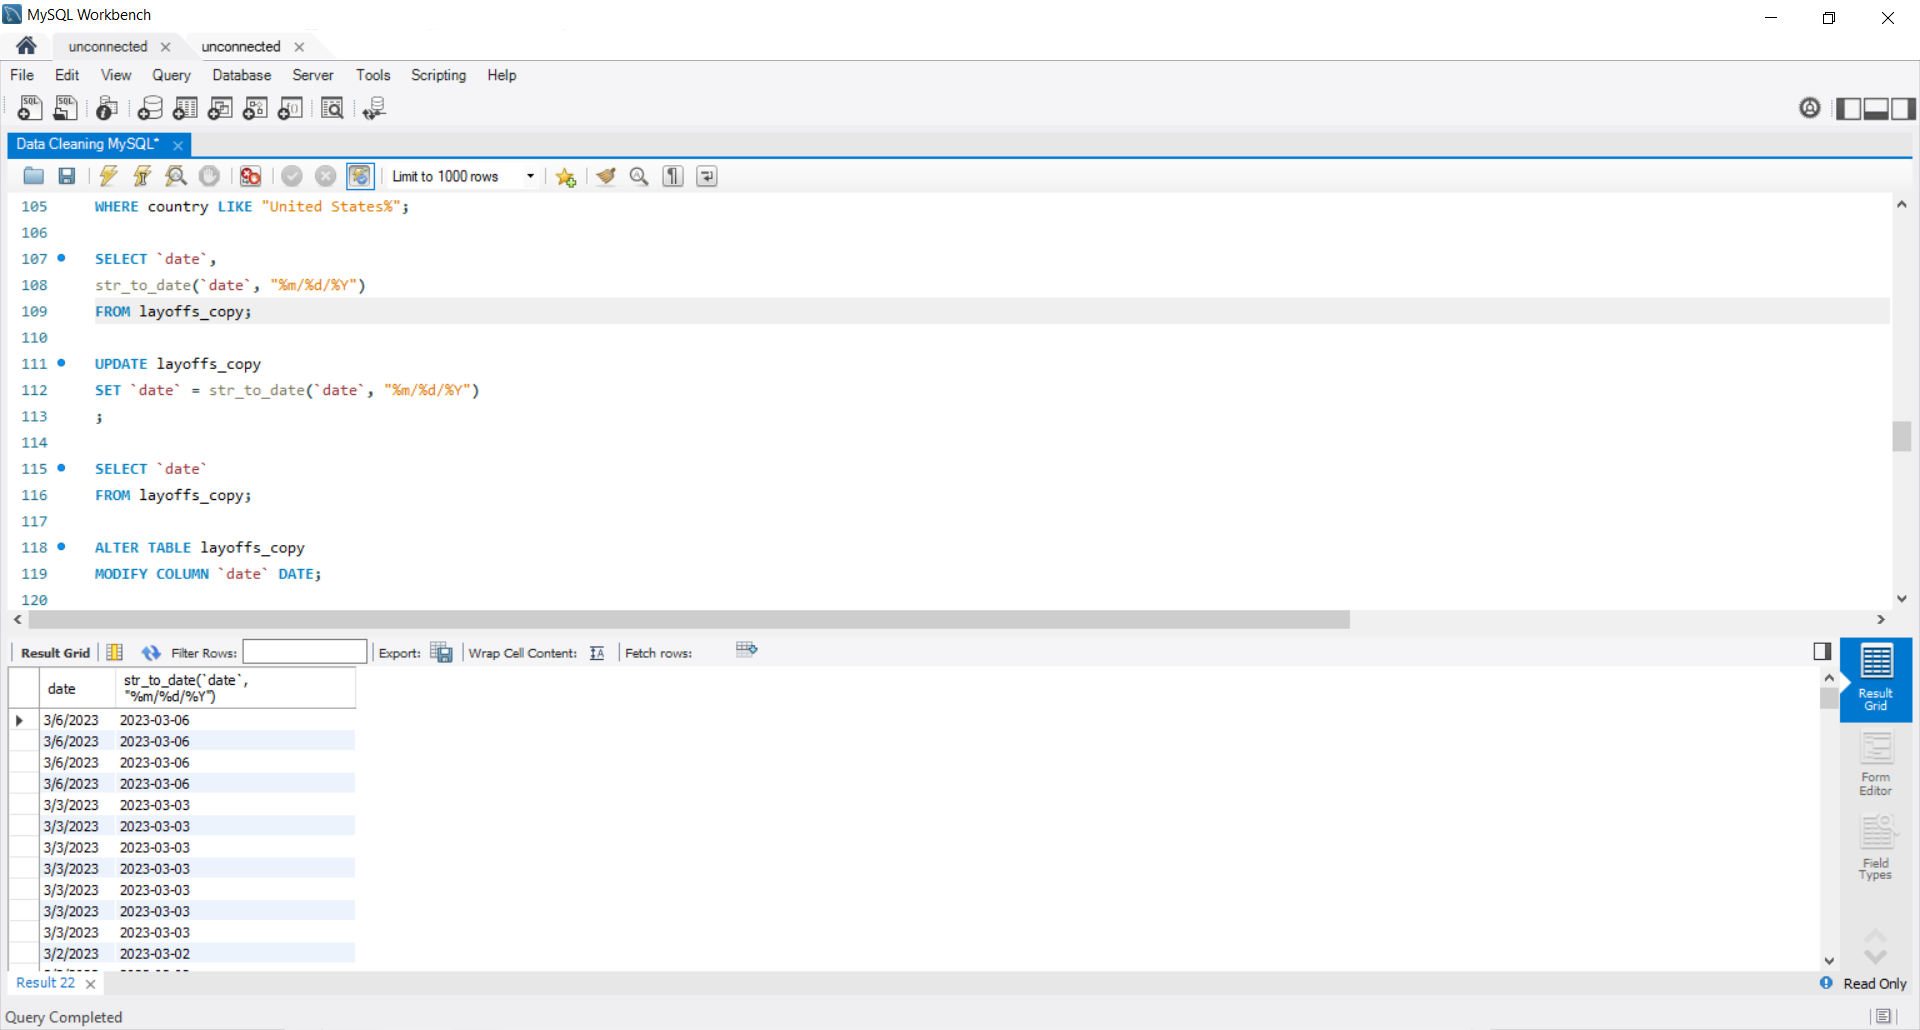 MySQL Workbench
unconnected
unconnected
File Edit View Query Database Server Tools Scripting Help
Data Cleaning MySQL*
Limit to 1000 rows
105 WHERE country LIKE "United States%";
106
107 SELECT `date`,
108 str_to_date(`date`, "%m/%d/%Y")
109 FROM layoffs_copy;
110
111 UPDATE layoffs_copy
112 SET `date` = str_to_date(`date`, "%m/%d/%Y")
113 ;
114
115 SELECT `date`
116 FROM layoffs_copy;
117
118 ALTER TABLE layoffs_copy
119 MODIFY COLUMN `date` DATE;
120
Result Grid Filter Rows: Export: Wrap Cell Content: Fetch rows:
date str_to_date(`date`,
"%m/%d/%Y")
3/6/2023 2023-03-06
3/6/2023 2023-03-06
3/6/2023 2023-03-06
3/6/2023 2023-03-06
3/3/2023 2023-03-03
3/3/2023 2023-03-03
3/3/2023 2023-03-03
3/3/2023 2023-03-03
3/3/2023 2023-03-03
3/3/2023 2023-03-03
3/3/2023 2023-03-03
3/2/2023 2023-03-02
Result
Grid
Form
Editor
Field
Types
Result 22
Read Only
Query Completed